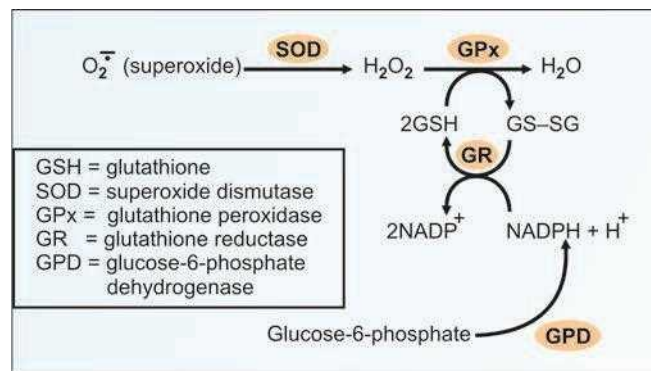 O₂•̅ (superoxide) SOD H₂O₂ GPx H₂O
2GSH GS–SG
GR
2NADP⁺ NADPH + H⁺
Glucose-6-phosphate GPD
GSH = glutathione
SOD = superoxide dismutase
GPx = glutathione peroxidase
GR = glutathione reductase
GPD = glucose-6-phosphate
dehydrogenase